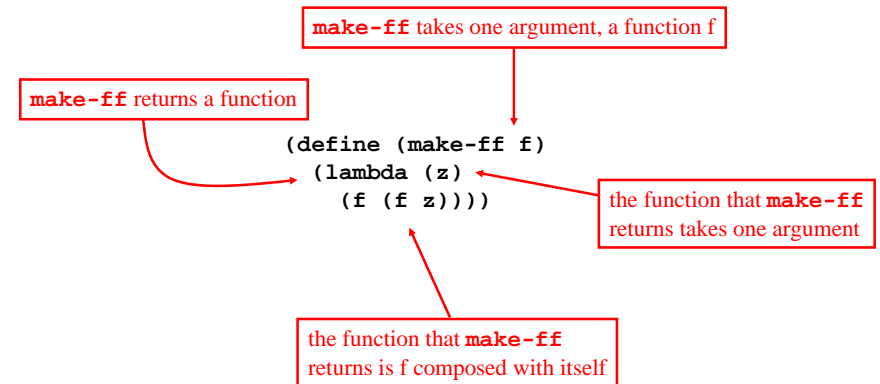 make-ff takes one argument, a function f
make-ff returns a function
(define (make-ff f)
(lambda (z)
(f (f z))))
the function that make-ff
returns takes one argument
the function that make-ff
returns is f composed with itself